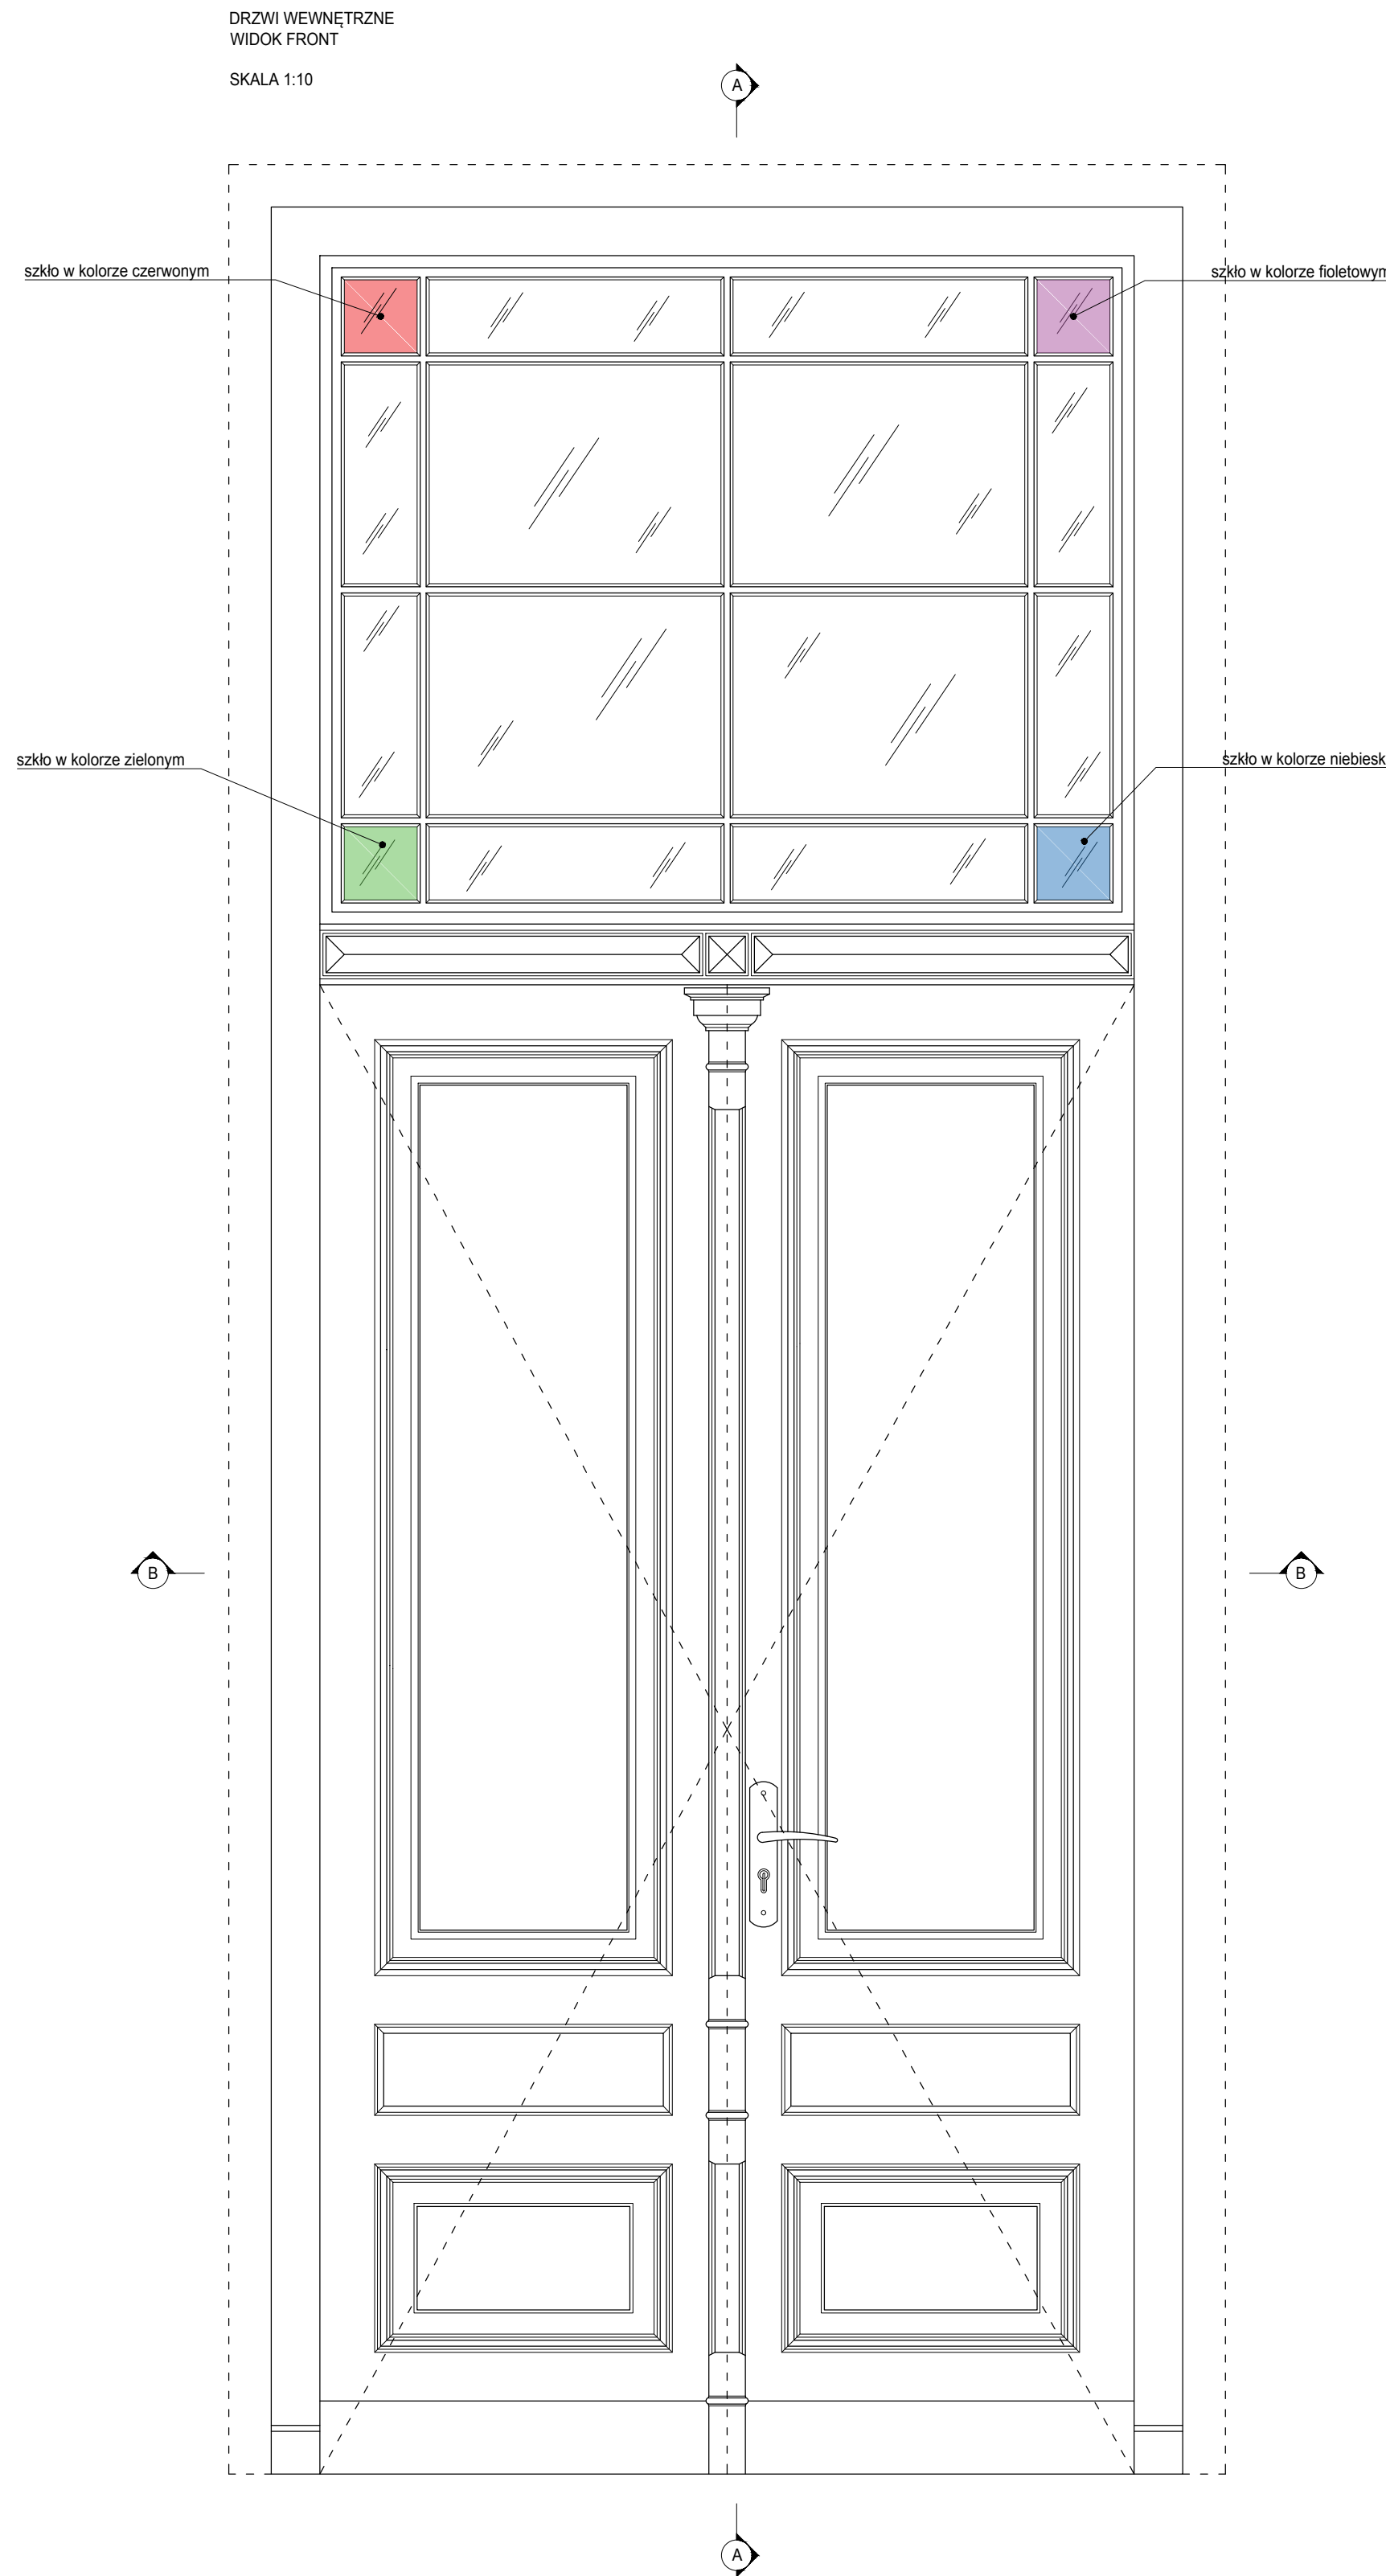 DRZWI WEWNĘTRZNE
WIDOK FRONT
SKALA 1:10
A
szkło w kolorze czerwonym
szkło w kolorze fioletowym
szkło w kolorze zielonym
szkło w kolorze niebiesk
B
B
A